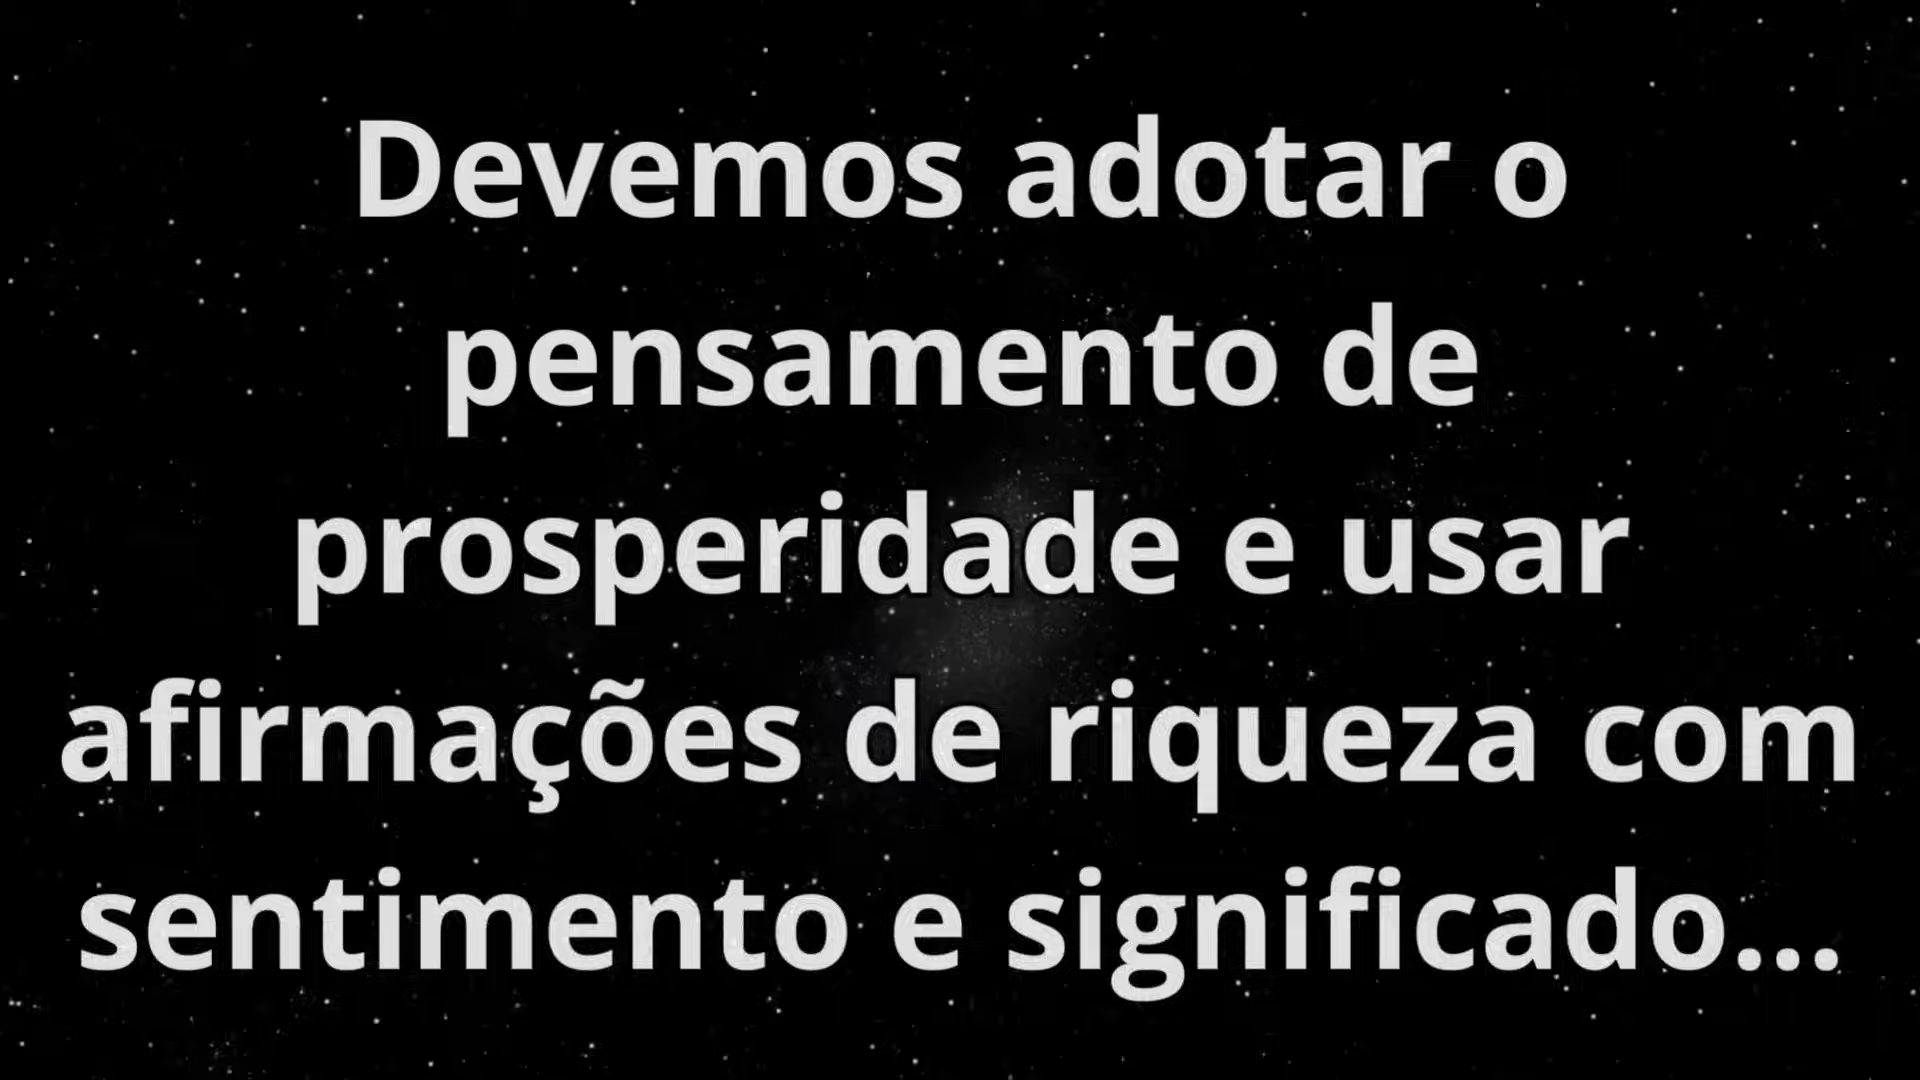 Devemos adotar o
pensamento de
prosperidade e usar
afirmações de riqueza com
sentimento e significado...